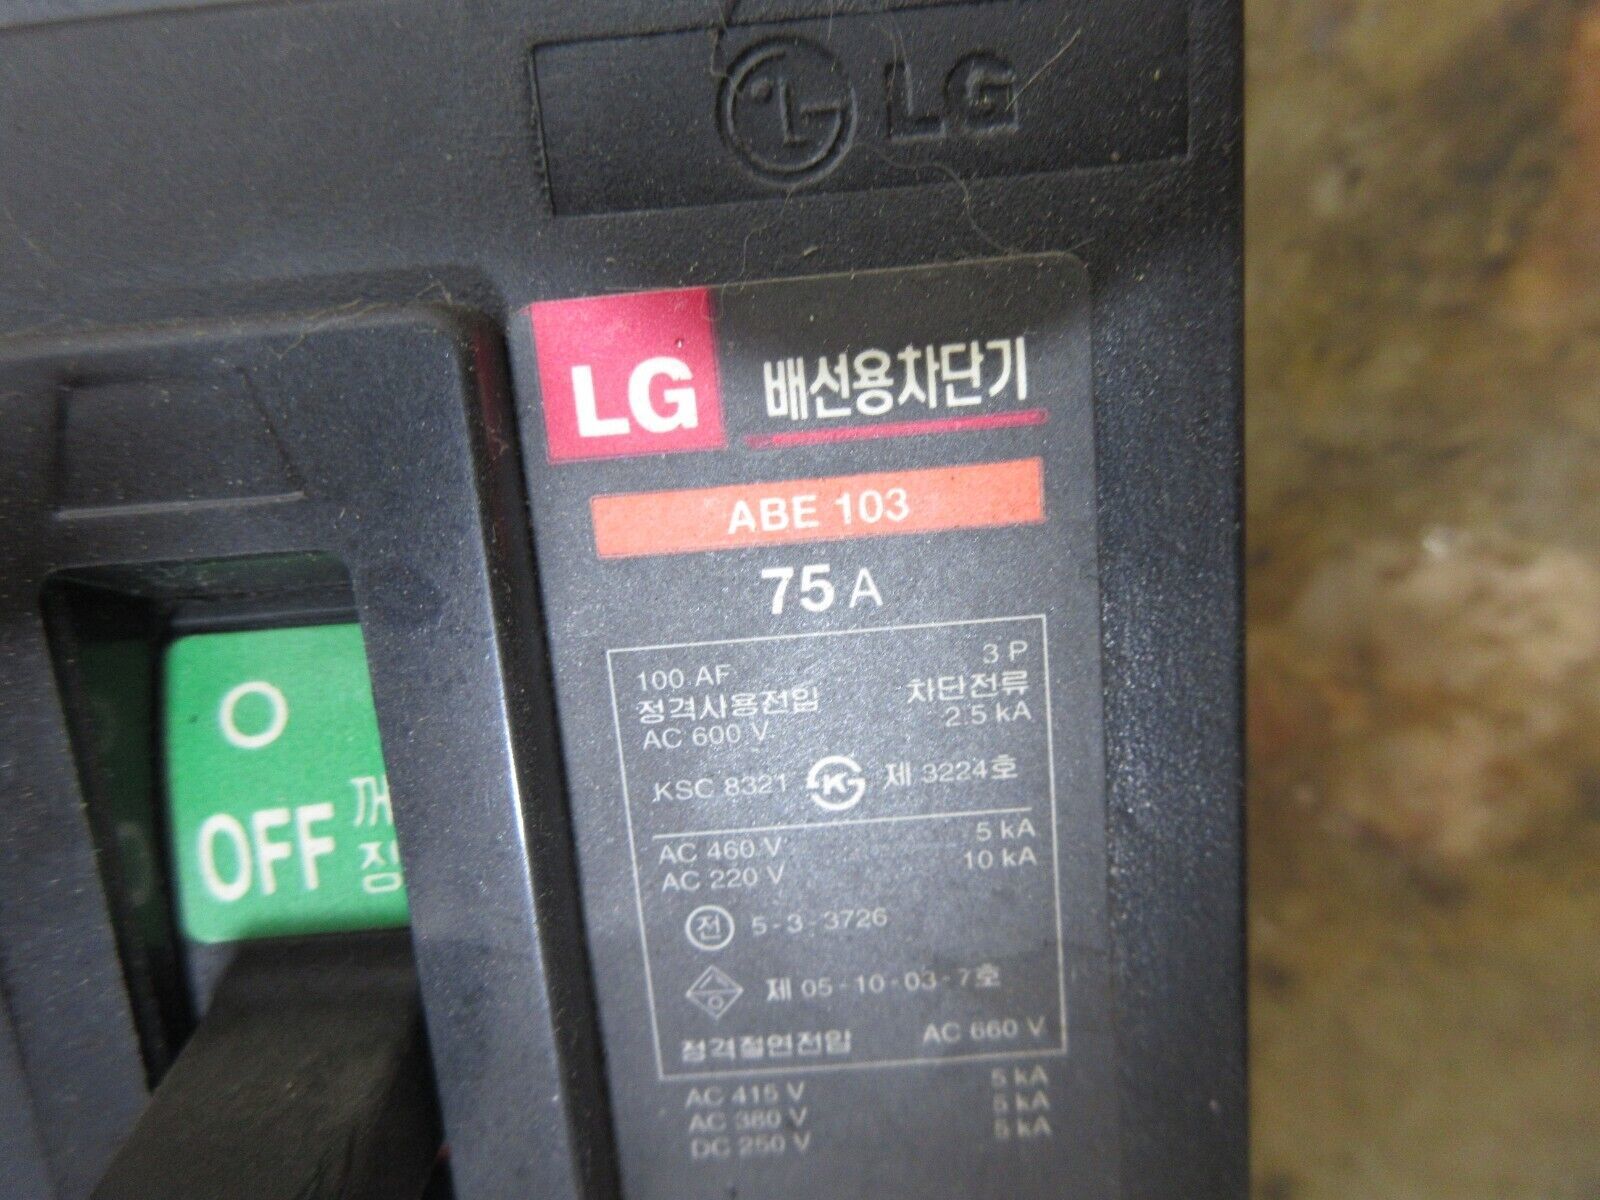 LG
LG 배선용차단기
ABE 103
75 A
100 AF 3 P
정격사용전압 차단전류
AC 600 V 2.5 kA
KSC 8321 제 3224호
AC 460 V 5 kA
AC 220 V 10 kA
전 5-3-3726
제 05-10-03-7호
정격절연전압 AC 660 V
AC 415 V 5 kA
AC 380 V 5 kA
DC 250 V 5 kA
OFF